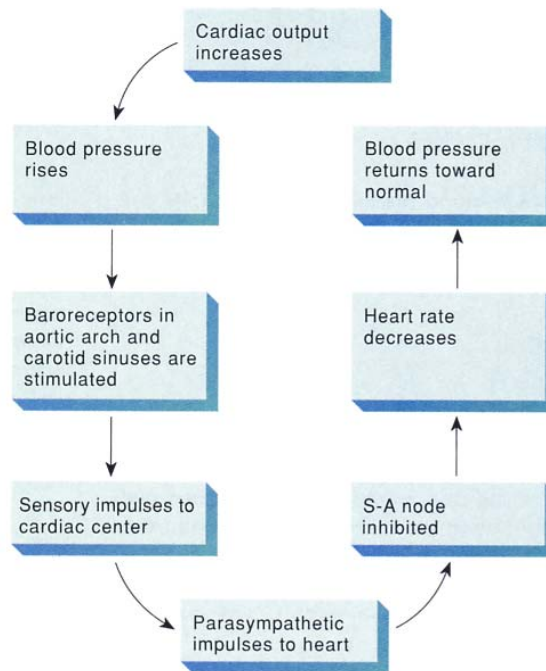 Cardiac output
increases
Blood pressure
rises
Baroreceptors in
aortic arch and
carotid sinuses are
stimulated
Sensory impulses to
cardiac center
Parasympathetic
impulses to heart
S-A node
inhibited
Heart rate
decreases
Blood pressure
returns toward
normal